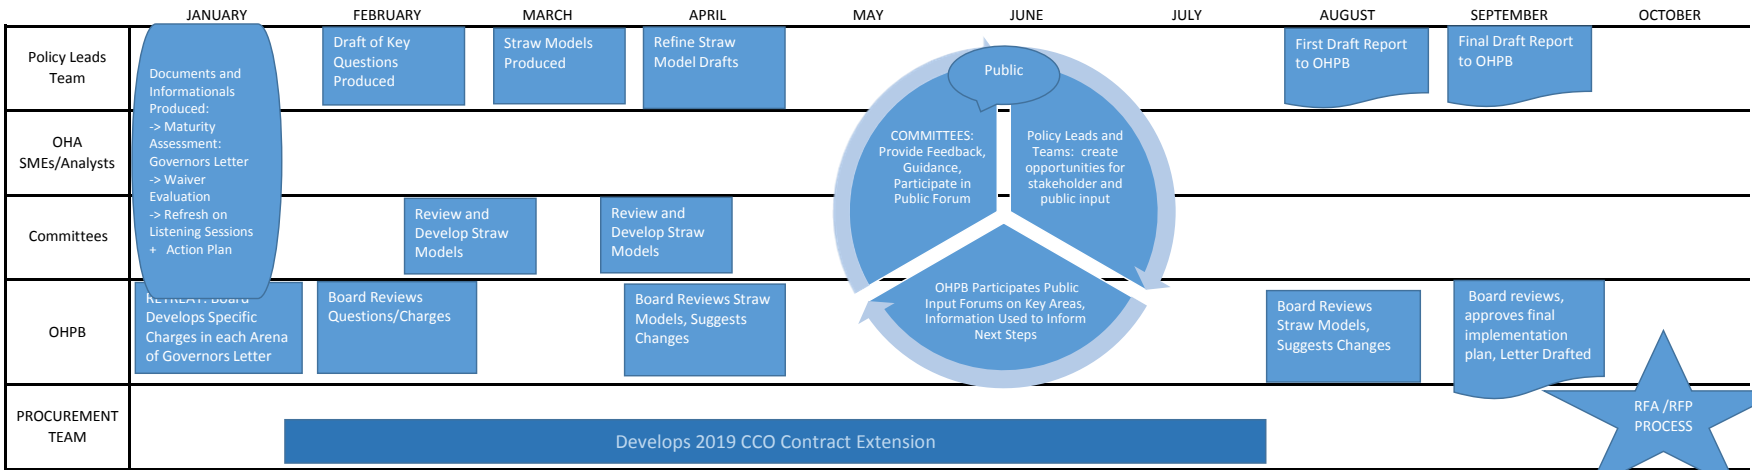 JANUARY
FEBRUARY
MARCH
APRIL
MAY
JUNE
JULY
AUGUST
SEPTEMBER
OCTOBER
Policy Leads
Team
Documents and
Informationals
Produced:
-> Maturity
Assessment:
Governors Letter
-> Waiver
Evaluation
-> Refresh on
Listening Sessions
+ Action Plan
Draft of Key
Questions
Produced
Straw Models
Produced
Refine Straw
Model Drafts
Public
COMMITTEES:
Provide Feedback,
Guidance,
Participate in
Public Forum
Policy Leads and
Teams: create
opportunities for
stakeholder and
public input
OHPB Participates Public
Input Forums on Key Areas,
Information Used to Inform
Next Steps
First Draft Report
to OHPB
Final Draft Report
to OHPB
OHA
SMEs/Analysts
Committees
Review and
Develop Straw
Models
Review and
Develop Straw
Models
OHPB
RETREAT: Board
Develops Specific
Charges in each Arena
of Governors Letter
Board Reviews
Questions/Charges
Board Reviews Straw
Models, Suggests
Changes
Board Reviews
Straw Models,
Suggests Changes
Board reviews,
approves final
implementation
plan, Letter Drafted
PROCUREMENT
TEAM
Develops 2019 CCO Contract Extension
RFA /RFP
PROCESS